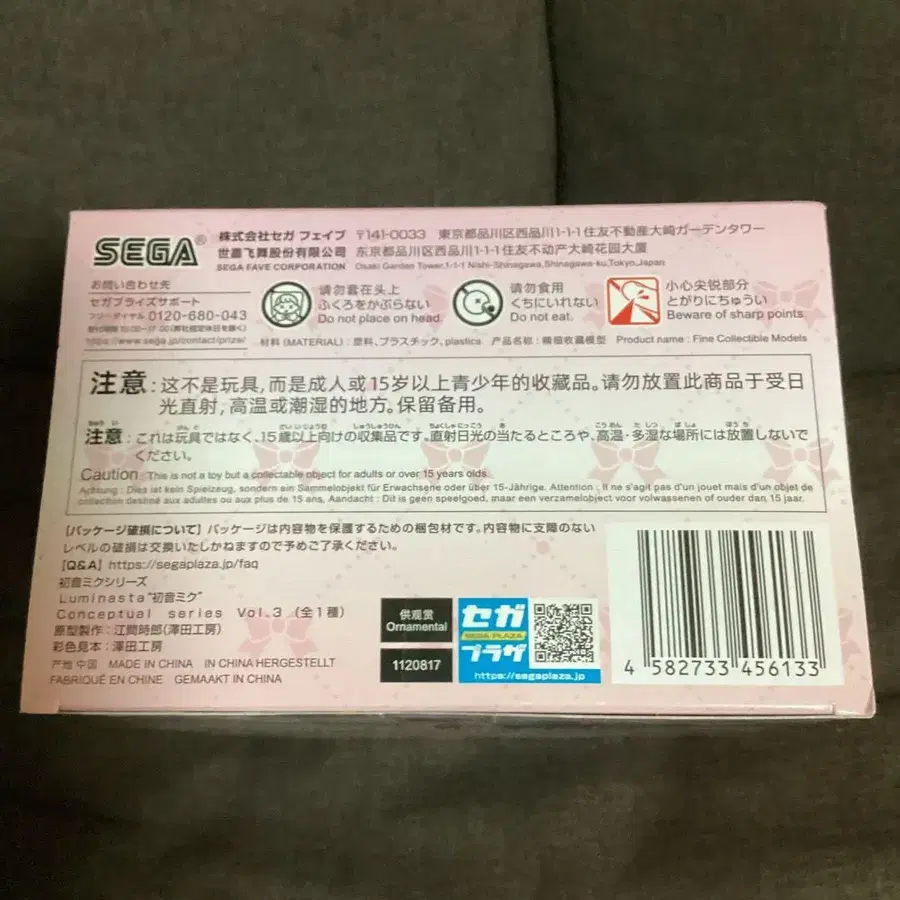 SEGA®
株式会社セガ フェイブ 〒141-0033 東京都品川区西品川1-1-1住友不動産大崎ガーデンタワー
世嘉飞舞股份有限公司 东京都品川区西品川1-1-1住友不动产大崎花园大厦
SEGA FAVE CORPORATION Osaki Garden Tower,1-1-1 Nishi-Shinagawa,Shinagawa-ku,Tokyo,Japan
お問い合わせ先
セガプライズサポート
フリーダイヤル 0120-680-043
受付時間10:00-17:00(弊社指定休日を除く)
https://www.sega.jp/contact/prize/
请勿套在头上
ふくろをかぶらない
Do not place on head.
请勿食用
くちにいれない
Do not eat.
小心尖锐部分
とがりにちゅうい
Beware of sharp points.
材料 (MATERIAL) : 塑料、プラスチック、plastics 产品名称 : 精细收藏模型 Product name : Fine Collectible Models
注意 : 这不是玩具,而是成人或15岁以上青少年的收藏品。请勿放置此商品于受日
光直射,高温或潮湿的地方。保留备用。
注意 : これは玩具ではなく、15歳以上向けの収集品です。直射日光の当たるところや、高温・多湿な場所には放置しないで
ください。
Caution : This is not a toy but a collectable object for adults or over 15 years olds.
Achtung : Dies ist kein Spielzeug, sondern ein Sammelobjekt für Erwachsene oder über 15-Jährige. Attention : Il ne s'agit pas d'un jouet mais d'un objet de
collection destiné aux adultes ou aux plus de 15 ans, Aandacht : Dit is geen speelgoed, maar een verzamelobject voor volwassenen of ouder dan 15 jaar.
【パッケージ破損について】パッケージは内容物を保護するための梱包材です。内容物に支障のない
レベルの破損は交換いたしかねますので予めご了承ください。
【Q&A】https://segaplaza.jp/faq
初音ミクシリーズ
Luminasta“初音ミク”
Conceptual series Vol.3 (全1種)
原型製作 : 江間時郎(澤田工房)
彩色見本 : 澤田工房
产地 中国 MADE IN CHINA IN CHINA HERGESTELLT
FABRIQUÉ EN CHINE GEMAAKT IN CHINA
供观赏
Ornamental
1120817
セガ
SEGA PLAZA
プラザ
https://segaplaza.jp
4 582733 456133